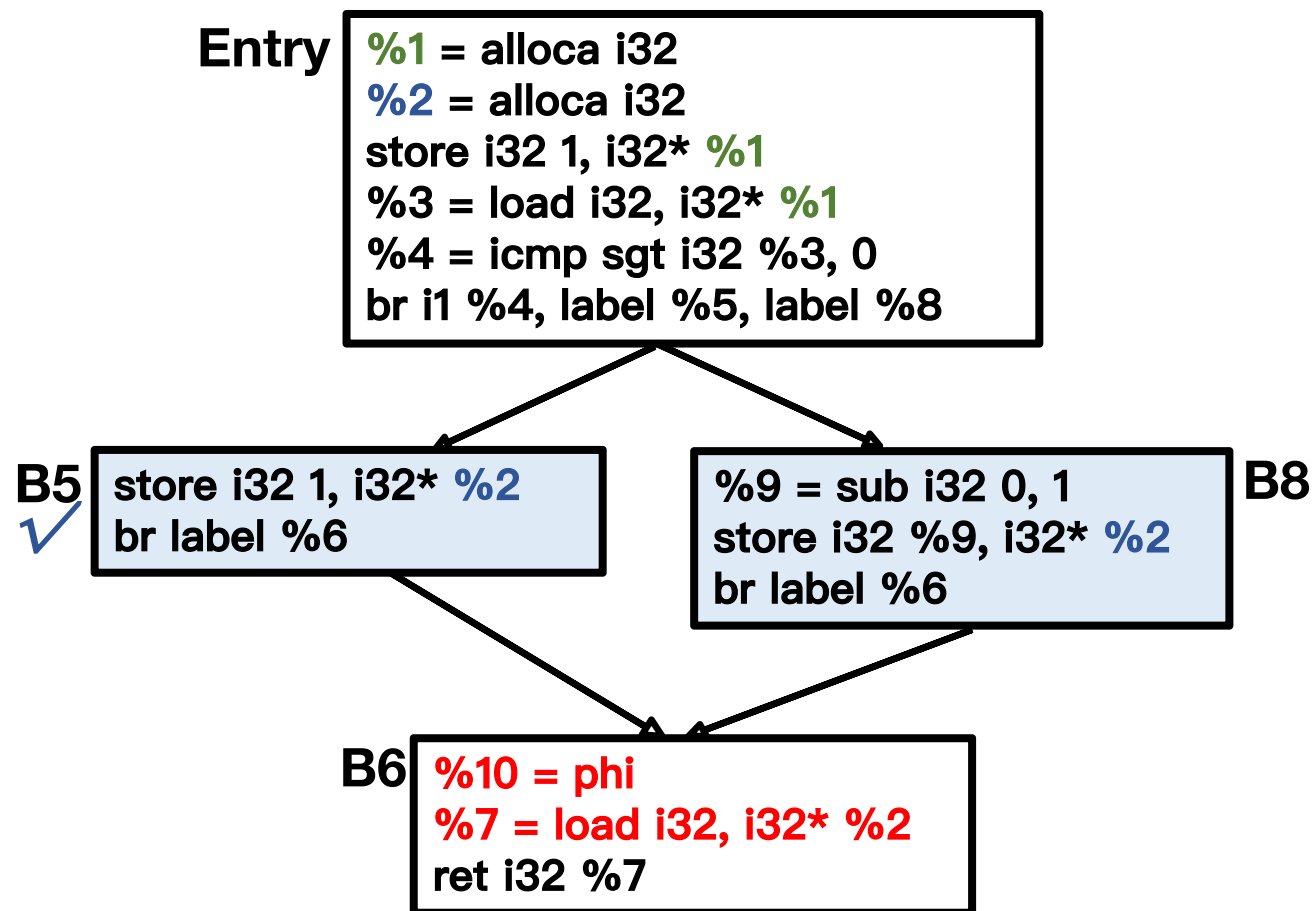 Entry
%1 = alloca i32
%2 = alloca i32
store i32 1, i32* %1
%3 = load i32, i32* %1
%4 = icmp sgt i32 %3, 0
br i1 %4, label %5, label %8
B5
store i32 1, i32* %2
br label %6
B8
%9 = sub i32 0, 1
store i32 %9, i32* %2
br label %6
B6
%10 = phi
%7 = load i32, i32* %2
ret i32 %7